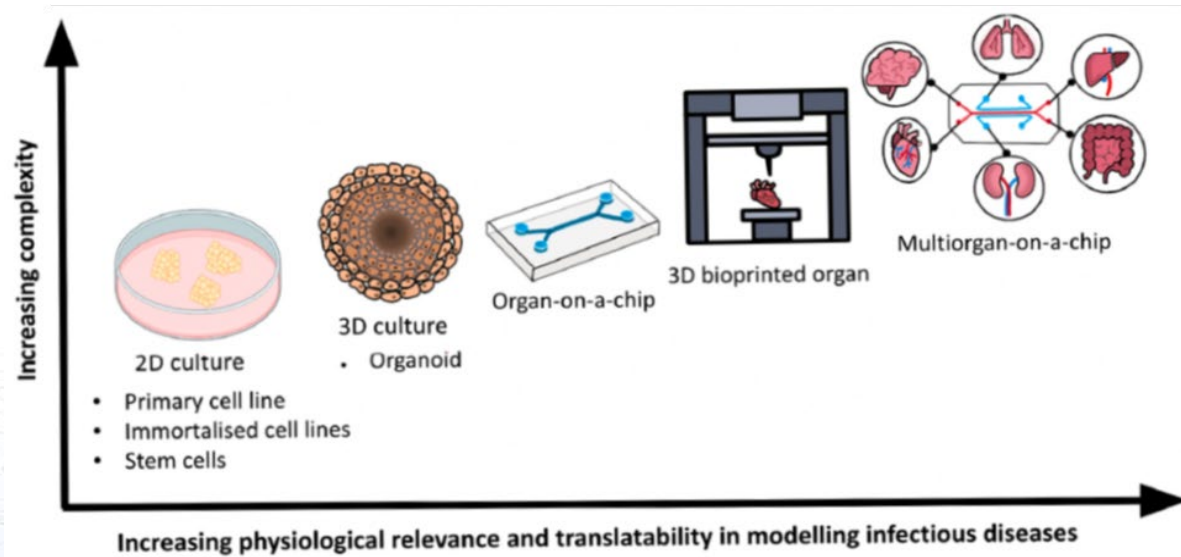 Increasing complexity
2D culture
• Primary cell line
• Immortalised cell lines
• Stem cells
3D culture
• Organoid
Organ-on-a-chip
3D bioprinted organ
Multiorgan-on-a-chip
Increasing physiological relevance and translatability in modelling infectious diseases